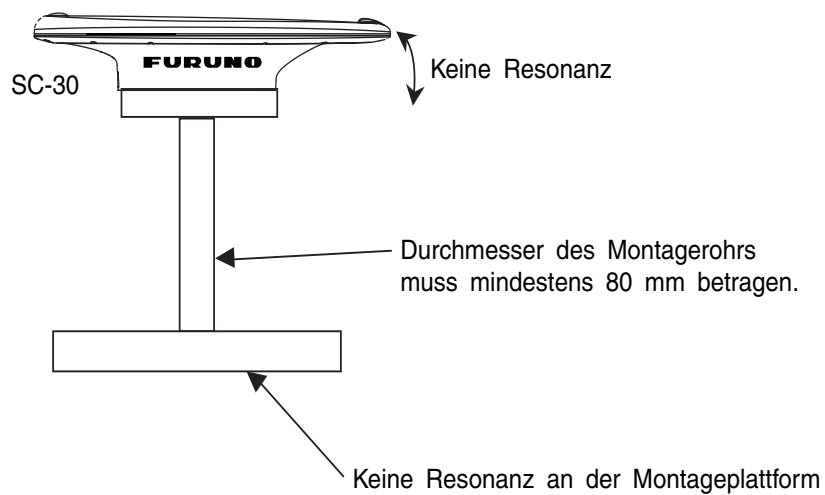 FURUNO
SC-30
Keine Resonanz
Durchmesser des Montagerohrs
muss mindestens 80 mm betragen.
Keine Resonanz an der Montageplattform